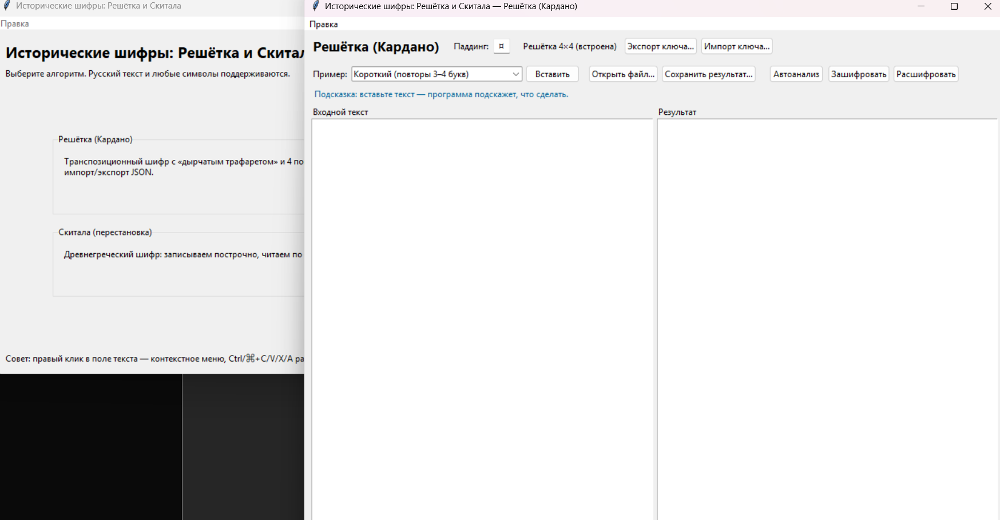 Исторические шифры: Решётка и Скитала
Правка
Исторические шифры: Решётка и Скитал
Выберите алгоритм. Русский текст и любые символы поддерживаются.
Решётка (Кардано)
Транспозиционный шифр с «дырчатым трафаретом» и 4 по
импорт/экспорт JSON.
Скитала (перестановка)
Древнегреческий шифр: записываем построчно, читаем по
Совет: правый клик в поле текста — контекстное меню, Ctrl/⌘+C/V/X/A ра
Исторические шифры: Решётка и Скитала — Решётка (Кардано)
Правка
Решётка (Кардано) Паддинг: ¤ Решётка 4×4 (встроена) Экспорт ключа... Импорт ключа...
Пример: Короткий (повторы 3–4 букв) Вставить Открыть файл... Сохранить результат... Автоанализ Зашифровать Расшифровать
Подсказка: вставьте текст — программа подскажет, что сделать.
Входной текст Результат